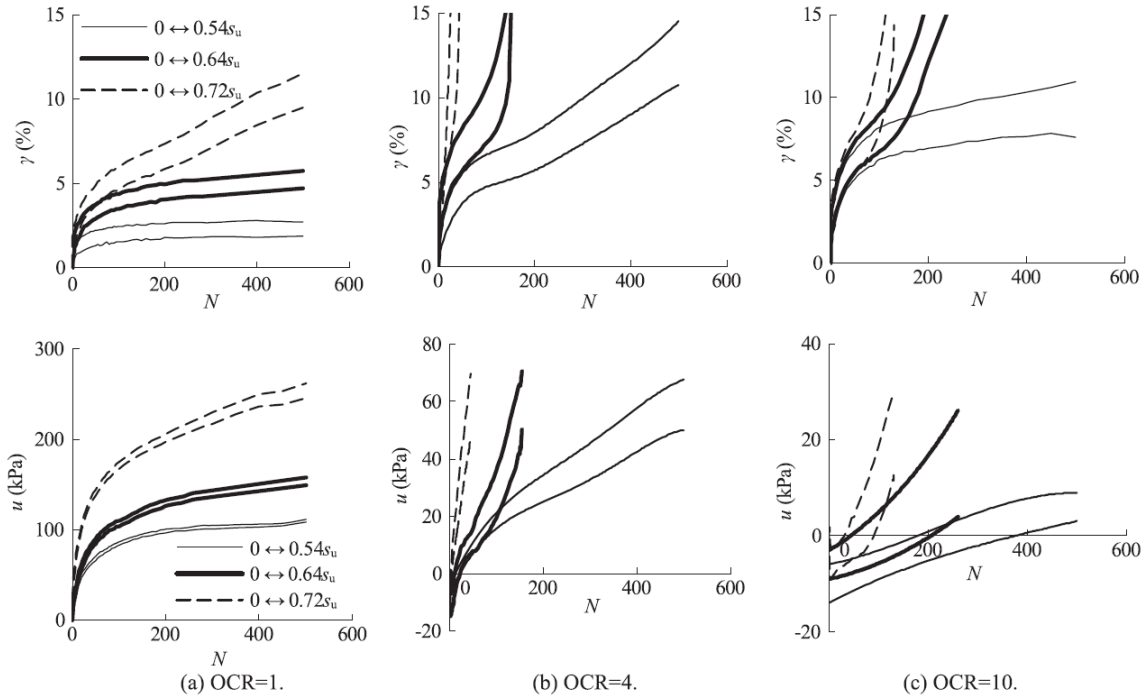 15
10
5
0
γ (%)
0 ↔ 0.54su
0 ↔ 0.64su
0 ↔ 0.72su
0 200 400 600
N
15
10
5
0
γ (%)
0 200 400 600
N
15
10
5
0
γ (%)
0 200 400 600
N
300
200
100
0
u (kPa)
0 ↔ 0.54su
0 ↔ 0.64su
0 ↔ 0.72su
0 200 400 600
N
80
60
40
20
0
-20
u (kPa)
0 200 400 600
N
40
20
0
-20
u (kPa)
0 200 400 600
N
(a) OCR=1.
(b) OCR=4.
(c) OCR=10.